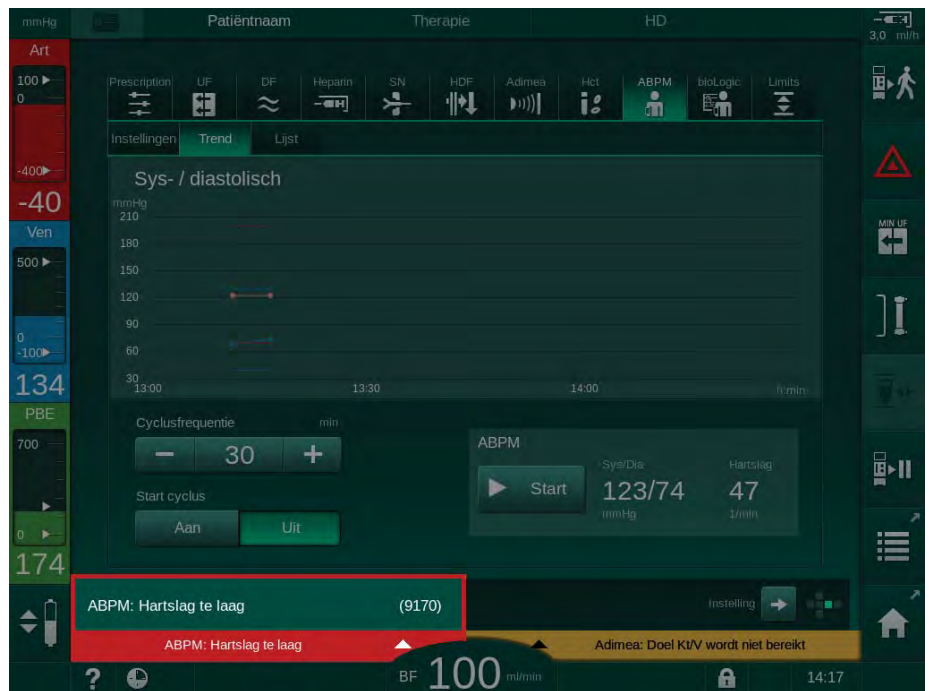 mmHg Patiëntnaam Therapie HD
3,0 ml/h
Art
100
0
-400
-40
Ven
500
0
-100
134
PBE
700
0
174
Prescription UF DF Heparin SN HDF Adimea Hct ABPM bioLogic Limits
Instellingen Trend Lijst
Sys- / diastolisch
mmHg
210
180
150
120
90
60
30
13:00 13:30 14:00 h:min
Cyclusfrequentie min
30
Start cyclus
Aan Uit
ABPM
Start
Sys/Dia Hartslag
123/74 47
mmHg 1/min
MIN UF
ABPM: Hartslag te laag (9170)
Instelling
ABPM: Hartslag te laag
Adimea: Doel Kt/V wordt niet bereikt
? BF 100 ml/min 14:17